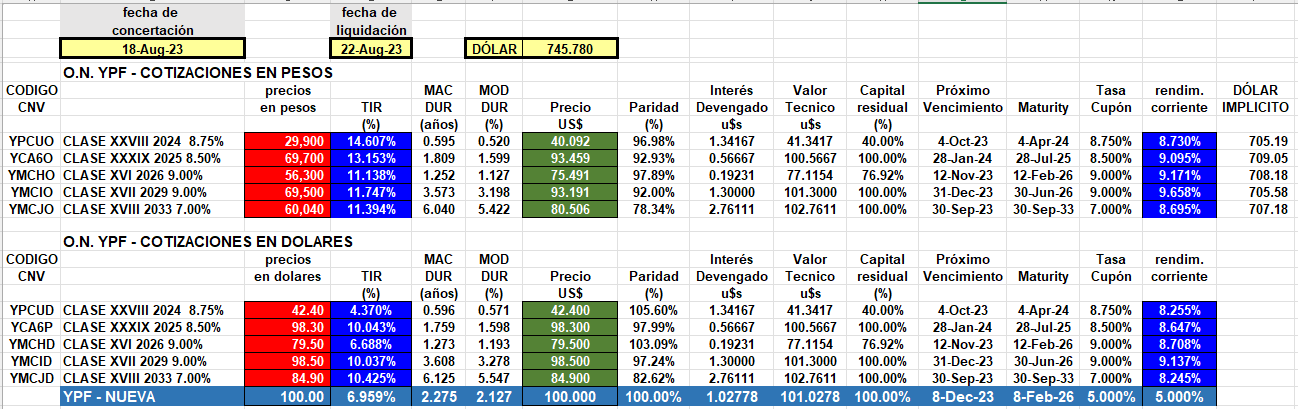 fecha de fecha de
concertación liquidación
18-Aug-23 22-Aug-23 DÓLAR 745.780
O.N. YPF - COTIZACIONES EN PESOS
CODIGO precios MAC MOD Interés Valor Capital Próximo Tasa rendim. DÓLAR
CNV en pesos TIR DUR DUR Precio Paridad Devengado Tecnico residual Vencimiento Maturity Cupón corriente IMPLICITO
(%) (años) (%) US$ (%) u$s u$s (%)
YPCUO CLASE XXVIII 2024 8.75% 29,900 14.607% 0.595 0.520 40.092 96.98% 1.34167 41.3417 40.00% 4-Oct-23 4-Apr-24 8.750% 8.730% 705.19
YCA6O CLASE XXXIX 2025 8.50% 69,700 13.153% 1.809 1.599 93.459 92.93% 0.56667 100.5667 100.00% 28-Jan-24 28-Jul-25 8.500% 9.095% 709.05
YMCHO CLASE XVI 2026 9.00% 56,300 11.138% 1.252 1.127 75.491 97.89% 0.19231 77.1154 76.92% 12-Nov-23 12-Feb-26 9.000% 9.171% 708.18
YMCIO CLASE XVII 2029 9.00% 69,500 11.747% 3.573 3.198 93.191 92.00% 1.30000 101.3000 100.00% 31-Dec-23 30-Jun-26 9.000% 9.658% 705.58
YMCJO CLASE XVIII 2033 7.00% 60,040 11.394% 6.040 5.422 80.506 78.34% 2.76111 102.7611 100.00% 30-Sep-23 30-Sep-33 7.000% 8.695% 707.18
O.N. YPF - COTIZACIONES EN DOLARES
CODIGO precios MAC MOD Interés Valor Capital Próximo Tasa rendim.
CNV en dolares TIR DUR DUR Precio Paridad Devengado Tecnico residual Vencimiento Maturity Cupón corriente
(%) (años) (%) US$ (%) u$s u$s (%)
YPCUD CLASE XXVIII 2024 8.75% 42.40 4.370% 0.596 0.571 42.400 105.60% 1.34167 41.3417 40.00% 4-Oct-23 4-Apr-24 8.750% 8.255%
YCA6P CLASE XXXIX 2025 8.50% 98.30 10.043% 1.759 1.598 98.300 97.99% 0.56667 100.5667 100.00% 28-Jan-24 28-Jul-25 8.500% 8.647%
YMCHD CLASE XVI 2026 9.00% 79.50 6.688% 1.273 1.193 79.500 103.09% 0.19231 77.1154 76.92% 12-Nov-23 12-Feb-26 9.000% 8.708%
YMCID CLASE XVII 2029 9.00% 98.50 10.037% 3.608 3.278 98.500 97.24% 1.30000 101.3000 100.00% 31-Dec-23 30-Jun-26 9.000% 9.137%
YMCJD CLASE XVIII 2033 7.00% 84.90 10.425% 6.125 5.547 84.900 82.62% 2.76111 102.7611 100.00% 30-Sep-23 30-Sep-33 7.000% 8.245%
YPF - NUEVA 100.00 6.959% 2.275 2.127 100.000 100.00% 1.02778 101.0278 100.00% 8-Dec-23 8-Feb-26 5.000% 5.000%